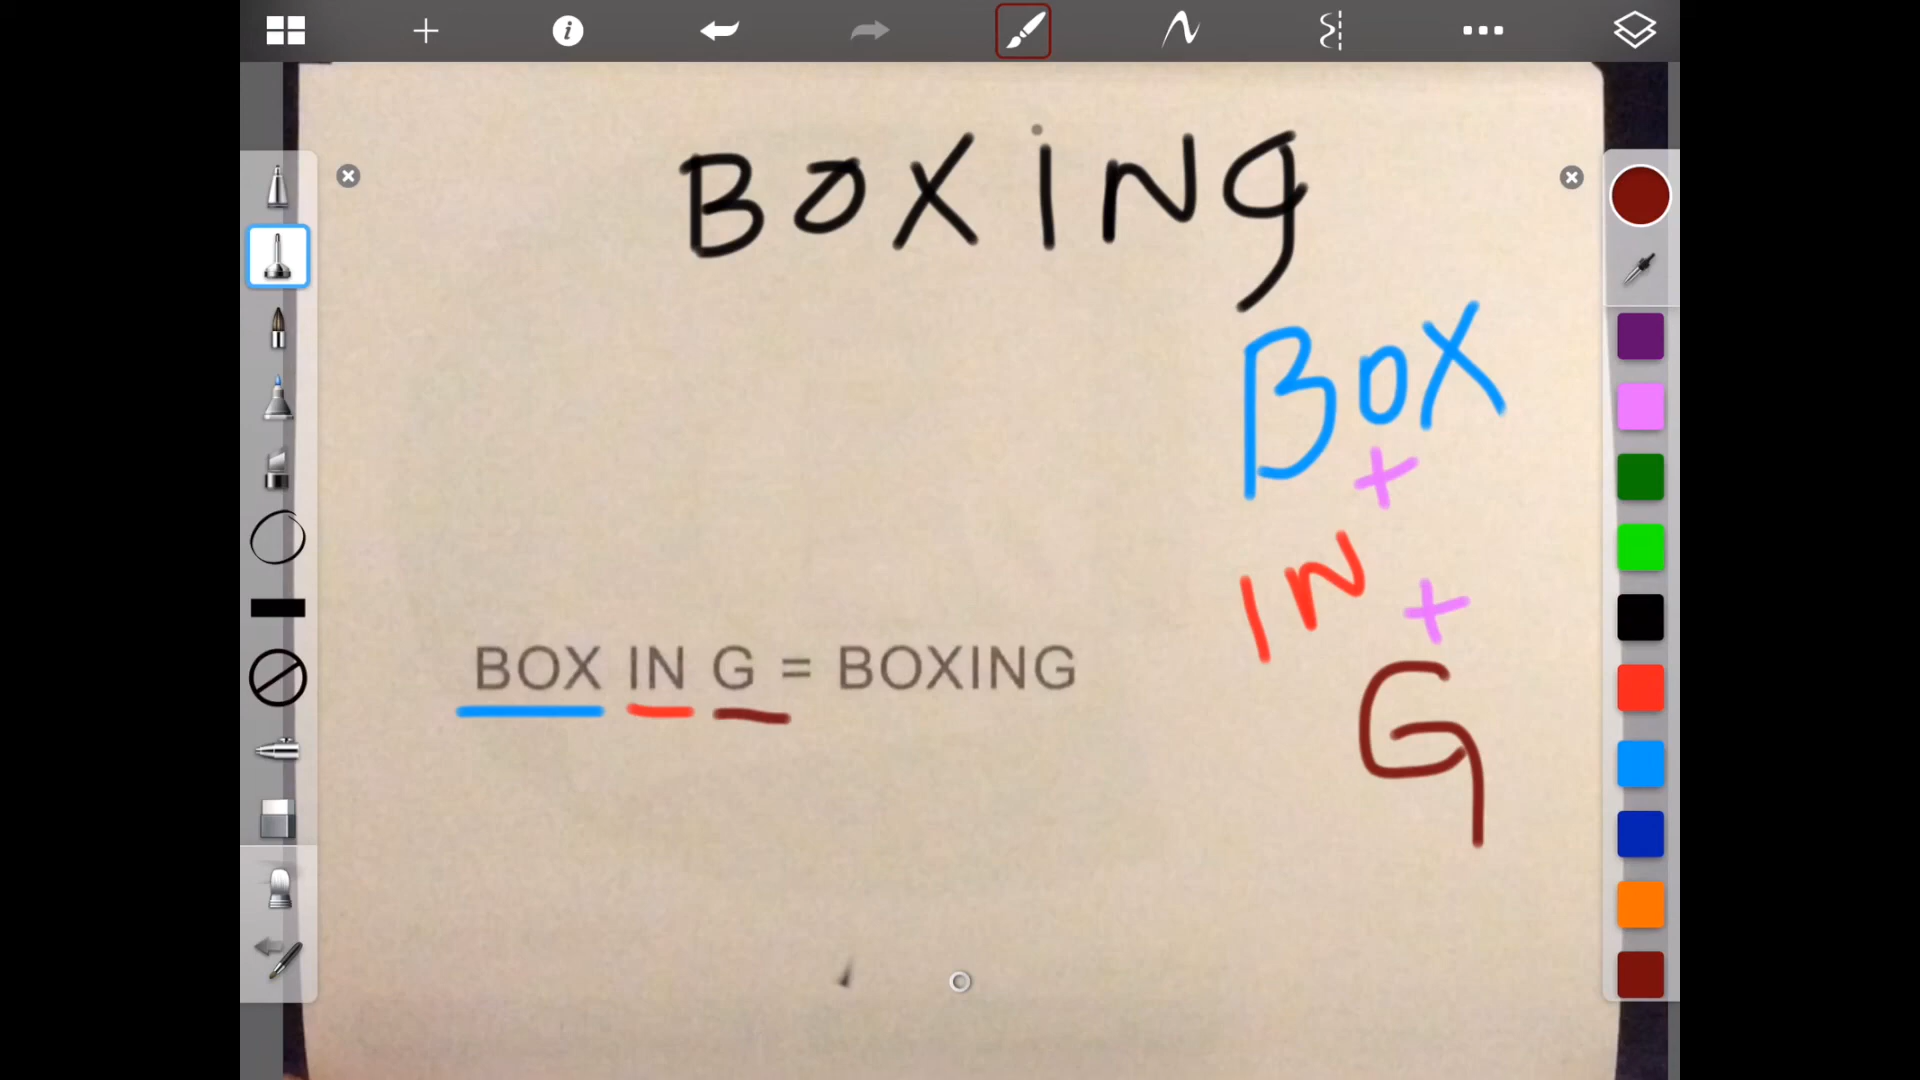 BOXING
BOX
+
IN +
BOX IN G = BOXING
G